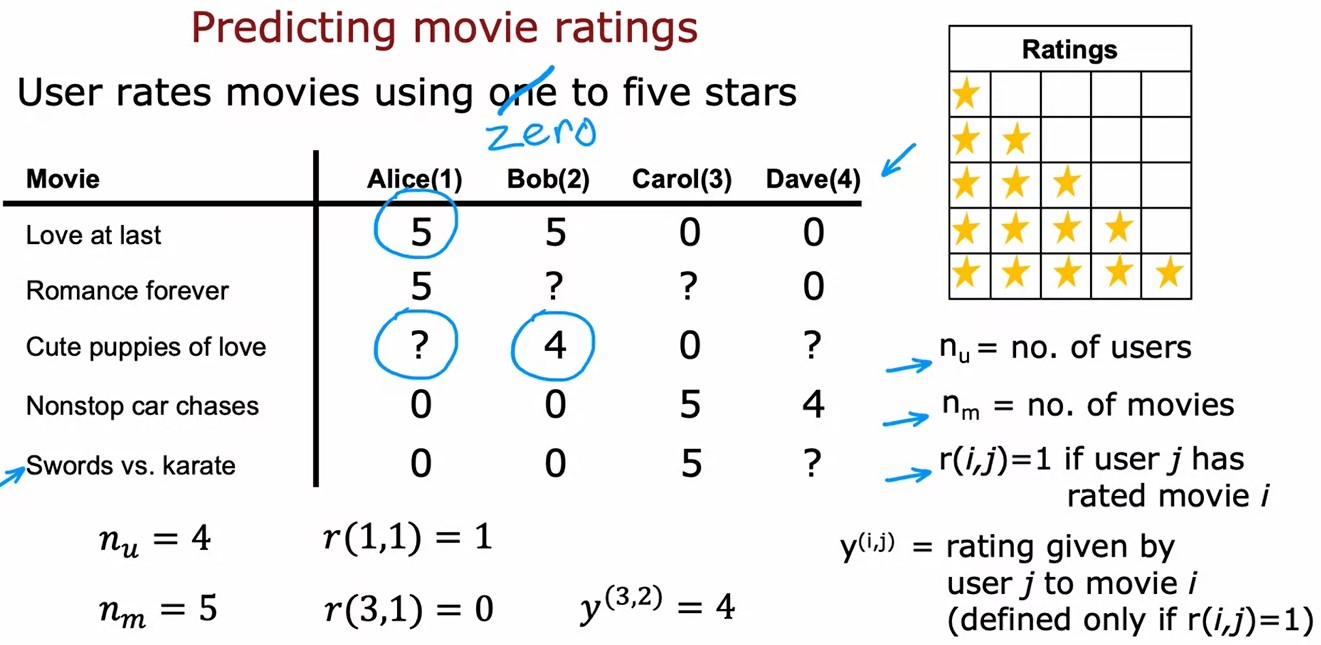 Predicting movie ratings
User rates movies using one to five stars
zero
Ratings
Movie Alice(1) Bob(2) Carol(3) Dave(4)
Love at last 5 5 0 0
Romance forever 5 ? ? 0
Cute puppies of love ? 4 0 ?
Nonstop car chases 0 0 5 4
Swords vs. karate 0 0 5 ?
nᵤ = no. of users
nₘ = no. of movies
r(i,j)=1 if user j has
rated movie i
nᵤ = 4 r(1,1) = 1
nₘ = 5 r(3,1) = 0 y⁽³,²⁾ = 4
y⁽ⁱ,ʲ⁾ = rating given by
user j to movie i
(defined only if r(i,j)=1)